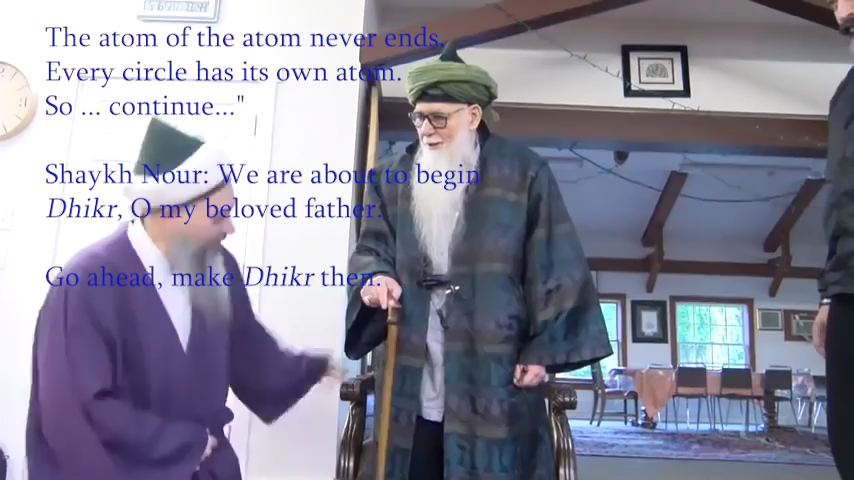 The atom of the atom never ends.
Every circle has its own atom.
So ... continue..."
Shaykh Nour: We are about to begin
Dhikr, O my beloved father.
Go ahead, make Dhikr then.